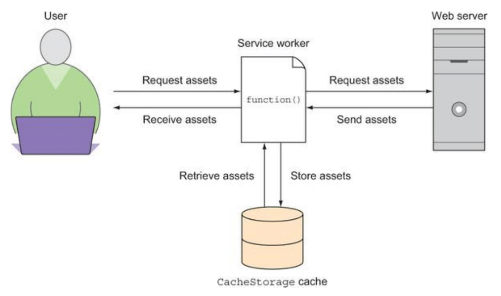 User
Web server
Service worker
Request assets
Request assets
function()
Receive assets
Send assets
Retrieve assets
Store assets
CacheStorage cache